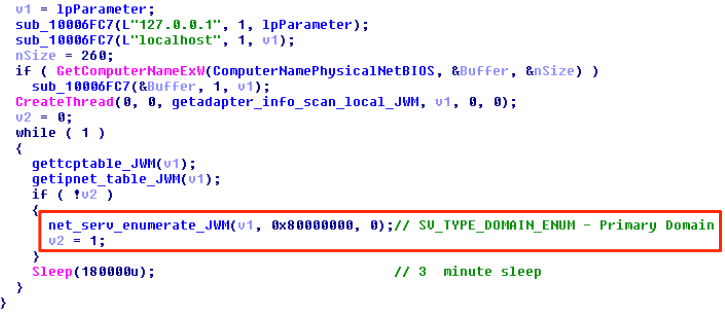 v1 = lpParameter;
sub_10006FC7(L"127.0.0.1", 1, lpParameter);
sub_10006FC7(L"localhost", 1, v1);
nSize = 260;
if ( GetComputerNameExW(ComputerNamePhysicalNetBIOS, &Buffer, &nSize) )
sub_10006FC7(&Buffer, 1, v1);
CreateThread(0, 0, getadapter_info_scan_local_JWM, v1, 0, 0);
v2 = 0;
while ( 1 )
{
gettcptable_JWM(v1);
getipnet_table_JWM(v1);
if ( !v2 )
{
net_serv_enumerate_JWM(v1, 0x80000000, 0);// SV_TYPE_DOMAIN_ENUM - Primary Domain
v2 = 1;
}
Sleep(180000u); // 3 minute sleep
}
}